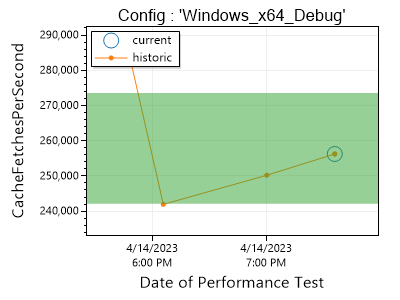 Config : 'Windows_x64_Debug'
current
historic
290,000
280,000
270,000
260,000
250,000
240,000
CacheFetchesPerSecond
4/14/2023
6:00 PM
4/14/2023
7:00 PM
Date of Performance Test